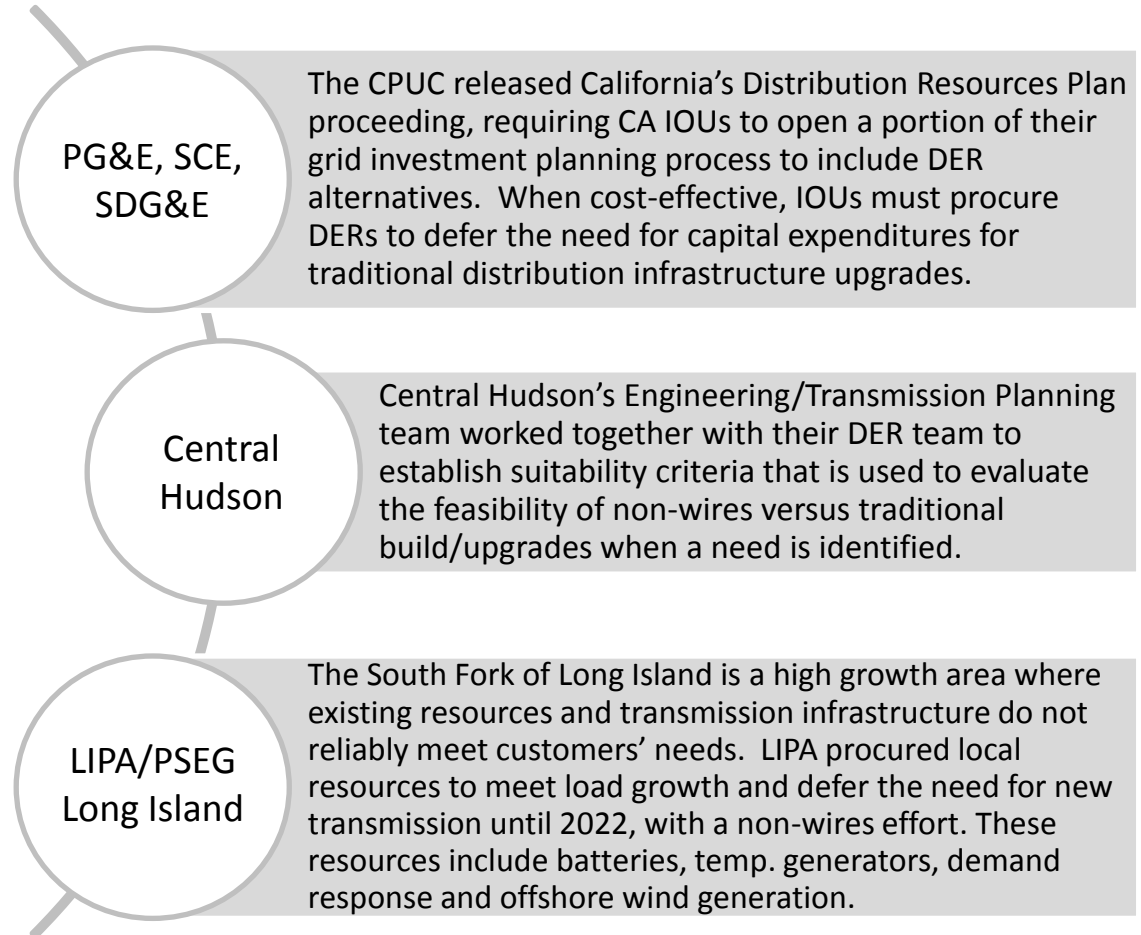 PG&E, SCE,
SDG&E
The CPUC released California’s Distribution Resources Plan
proceeding, requiring CA IOUs to open a portion of their
grid investment planning process to include DER
alternatives.  When cost-effective, IOUs must procure
DERs to defer the need for capital expenditures for
traditional distribution infrastructure upgrades.
Central
Hudson
Central Hudson’s Engineering/Transmission Planning
team worked together with their DER team to
establish suitability criteria that is used to evaluate
the feasibility of non-wires versus traditional
build/upgrades when a need is identified.
LIPA/PSEG
Long Island
The South Fork of Long Island is a high growth area where
existing resources and transmission infrastructure do not
reliably meet customers’ needs.  LIPA procured local
resources to meet load growth and defer the need for new
transmission until 2022, with a non-wires effort. These
resources include batteries, temp. generators, demand
response and offshore wind generation.